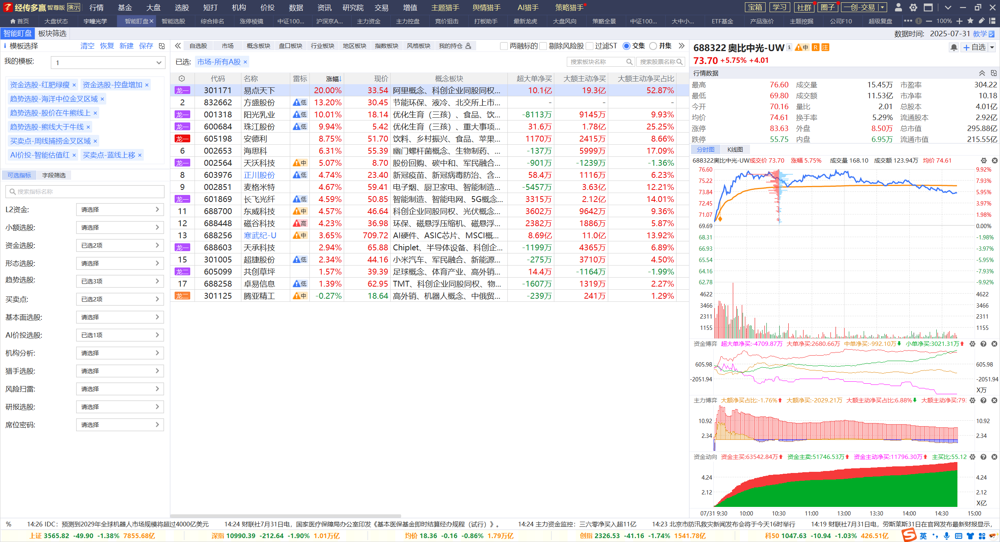 经传多赢 智尊版 演示 行情 基金 大盘 选股 短打 机构 价投 数据 资讯 研究院 交易 增值 主题猎手 舆情猎手 AI猎手 策略猎手 宝箱 学习 社群 圈子 一创-交易
首页 大盘状态 宇瞳光学 智能盯盘 智能选股 综合排名 涨停棱镜 中证100... 沪深京A... 主力资金 主力控盘 竞价狙击 打板助手 最新龙虎 大盘风向 策略全景 中证100... 大中小... ETF基金 产品涨价 主题挖掘 公司F10 超级复盘 100%
智能盯盘 板块筛选 数据时间: 2025-07-31 教学
模板选择 清空 恢复 新建 保存
我的模板: 1
资金选股-红肥绿瘦 × 资金选股-控盘增加 ×
趋势选股-海洋中位金叉区域 ×
趋势选股-股价在牛熊线上 ×
趋势选股-熊线大于牛线 ×
买卖点-周线捕捞金叉区域 ×
AI价投-智能估值红 × 买卖点-蓝线上移 ×
可选指标 字段筛选
搜索指标名称
L2资金: 请选择
小额选股: 请选择
资金选股: 已选2项
形态选股: 请选择
趋势选股: 已选3项
买卖点: 已选2项
基本面选股: 请选择
AI价投选股: 已选1项
机构分析: 请选择
猎手选股: 请选择
风险扫雷: 请选择
研报选股: 请选择
席位密码: 请选择
自选股 市场 概念板块 盘口板块 行业板块 地区板块 指数板块 风格板块 我的持仓 两融标的 剔除风险股 过滤ST 交集 并集
已选: 市场-所有A股 × 搜索板块名称 搜索股票名称
代码 名称 雷标 涨幅↓ 现价 概念板块 超大单净买 大额主动净买 大额主动净买占比
龙一 301171 易点天下 20.00% 33.54 阿里概念、科创企业同股同权... 10.1亿 19.3亿 52.87%
2 832662 方盛股份 低 13.20% 30.45 节能环保、液冷、北交所上市... - - -
龙一 001318 阳光乳业 低 10.01% 18.14 优化生育（三孩）、食品、饮... -8113万 9145万 9.93%
龙一 600684 珠江股份 低 9.94% 5.42 优化生育（三孩）、重大事项... 31.6万 1.78亿 25.25%
龙一 605198 安德利 8.75% 51.70 饮料、乡村振兴、食品、苹果... 1170万 2415万 8.66%
6 002653 海思科 6.31% 55.39 幽门螺杆菌概念、生物制药、... -137万 5999万 17.09%
龙一 002564 天沃科技 中 5.07% 8.70 股份回购、碳中和、军民融合... -901万 -1239万 -1.36%
8 603976 正川股份 低 4.74% 23.40 新冠疫苗、新冠病毒防治、含... 58.4万 1116万 6.23%
9 002851 麦格米特 4.67% 59.41 电子烟、厨卫家电、智能制造... -5457万 3.63亿 12.21%
龙一 601869 长飞光纤 低 4.59% 50.85 智能制造、智能电网、5G概念... 3315万 2.12亿 14.01%
11 688700 东威科技 中 4.57% 46.64 科创企业同股同权、光伏概念... 3602万 9642万 9.36%
12 688448 磁谷科技 高 4.23% 36.98 环保、磁悬浮压缩机、磁悬浮... 2382万 1886万 5.87%
13 688256 寒武纪-U 中 3.65% 709.72 AI硬件、ASIC芯片、MSCI概... 8.69亿 11.0亿 13.92%
龙一 688603 天承科技 2.94% 65.88 Chiplet、半导体设备、科创企... -1199万 4365万 6.89%
15 301005 超捷股份 低 2.34% 44.16 小米汽车、军民融合、新能源... -275万 3710万 4.50%
龙二 605099 共创草坪 1.57% 39.39 足球概念、体育产业、高外销... 14.4万 -1164万 -1.99%
17 688258 卓易信息 低 1.39% 62.95 TMT、科创企业同股同权、物... -1607万 1319万 2.27%
龙二 301125 腾亚精工 中 -0.27% 18.64 高外销、机器人概念、中俄贸... -239万 241万 1.29%
688322 奥比中光-UW i 中 R 注 + 自选
73.70 +5.75% +4.01
行情数据
最高 76.60 成交量 15.45万 市盈率 304.22
最低 69.80 成交额 11.53亿 市净率 10.18
今开 70.16 量比 2.01 总股本 4.01亿
均价 74.61 换手率 5.29% 流通股本 2.92亿
涨停 83.63 外盘 8.50万 总市值 295.88亿
跌停 55.75 内盘 6.95万 流通市值 215.55亿
分时图 K线图
688322奥比中光-UW成交价 73.70 涨幅 5.75% 成交量 168.10 成交额 123.94万 均价 74.61
76.60 9.92%
75.22 7.93%
73.84 5.95%
72.45 3.97%
71.07 1.98%
69.69 0.00%
68.31 -1.98%
66.93 -3.97%
65.54 -5.95%
64.16 -7.93%
62.78 -9.92%
4622 4622
3466 3466
2311 2311
1155 1155
资金博弈 超大单净买:-4709.87万 大单净买:2680.66万 中单净买:-992.10万 小单净买:3021.31万
605.98 605.98
-2051.94 -2051.94
X万
主力博弈 大额净买占比:-1.76% 大额净买:-2029.21万 大额主动净买占比:6.88% 大额主动净买:79
10.92 10.92
2.34 2.34
资金动向 资金主买:63542.84万 资金主卖:51746.53万 资金主动净买:11796.30万 主买比:55.12
4.24 4.24
2.12 2.12
X亿
07/31 9:30 10:00 10:30 11:00 13:00 13:30 14:00 14:30 15:00
% 14:26 IDC：预测到2029年全球机器人市场规模将超过4000亿美元 14:24 财联社7月31日电，国家医疗保障局办公室印发《基本医保基金即时结算经办规程（试行）》。 14:24 主力资金监控：三六零净买入超11亿 14:23 北京市防汛救灾新闻发布会将于今天16时举行 14:19 财联社7月31日电，劳斯莱斯31日在官网发布最新财报显示，
上证 3565.82 -49.90 -1.38% 7855.68亿 深指 10990.39 -212.64 -1.90% 1.01万亿 均价 18.36 -0.16 -0.86% 1.79万亿 创指 2326.53 -41.16 -1.74% 1541.78亿 科50 1047.63 -10.94 -1.03% 426.51亿 英